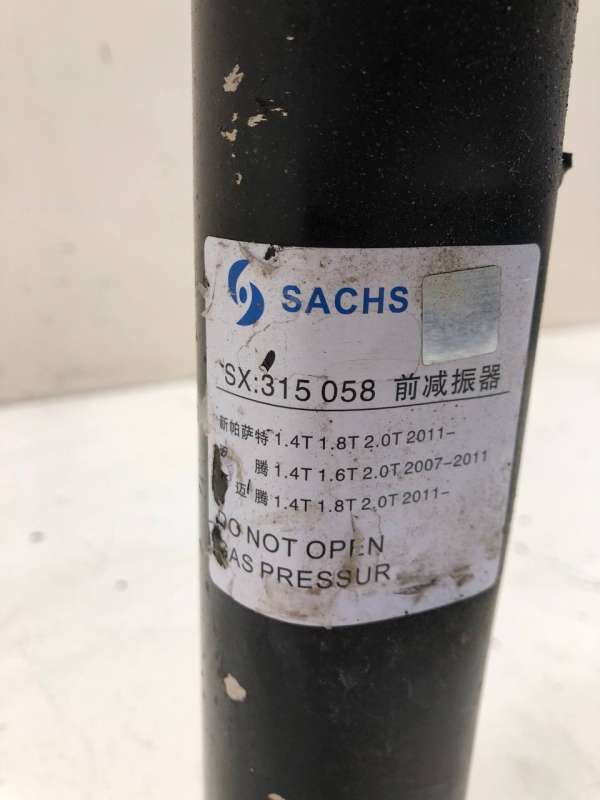 SACHS
SX:315 058 前减振器
新帕萨特 1.4T 1.8T 2.0T 2011-
腾 1.4T 1.6T 2.0T 2007-2011
迈 腾 1.4T 1.8T 2.0T 2011-
DO NOT OPEN
GAS PRESSUR